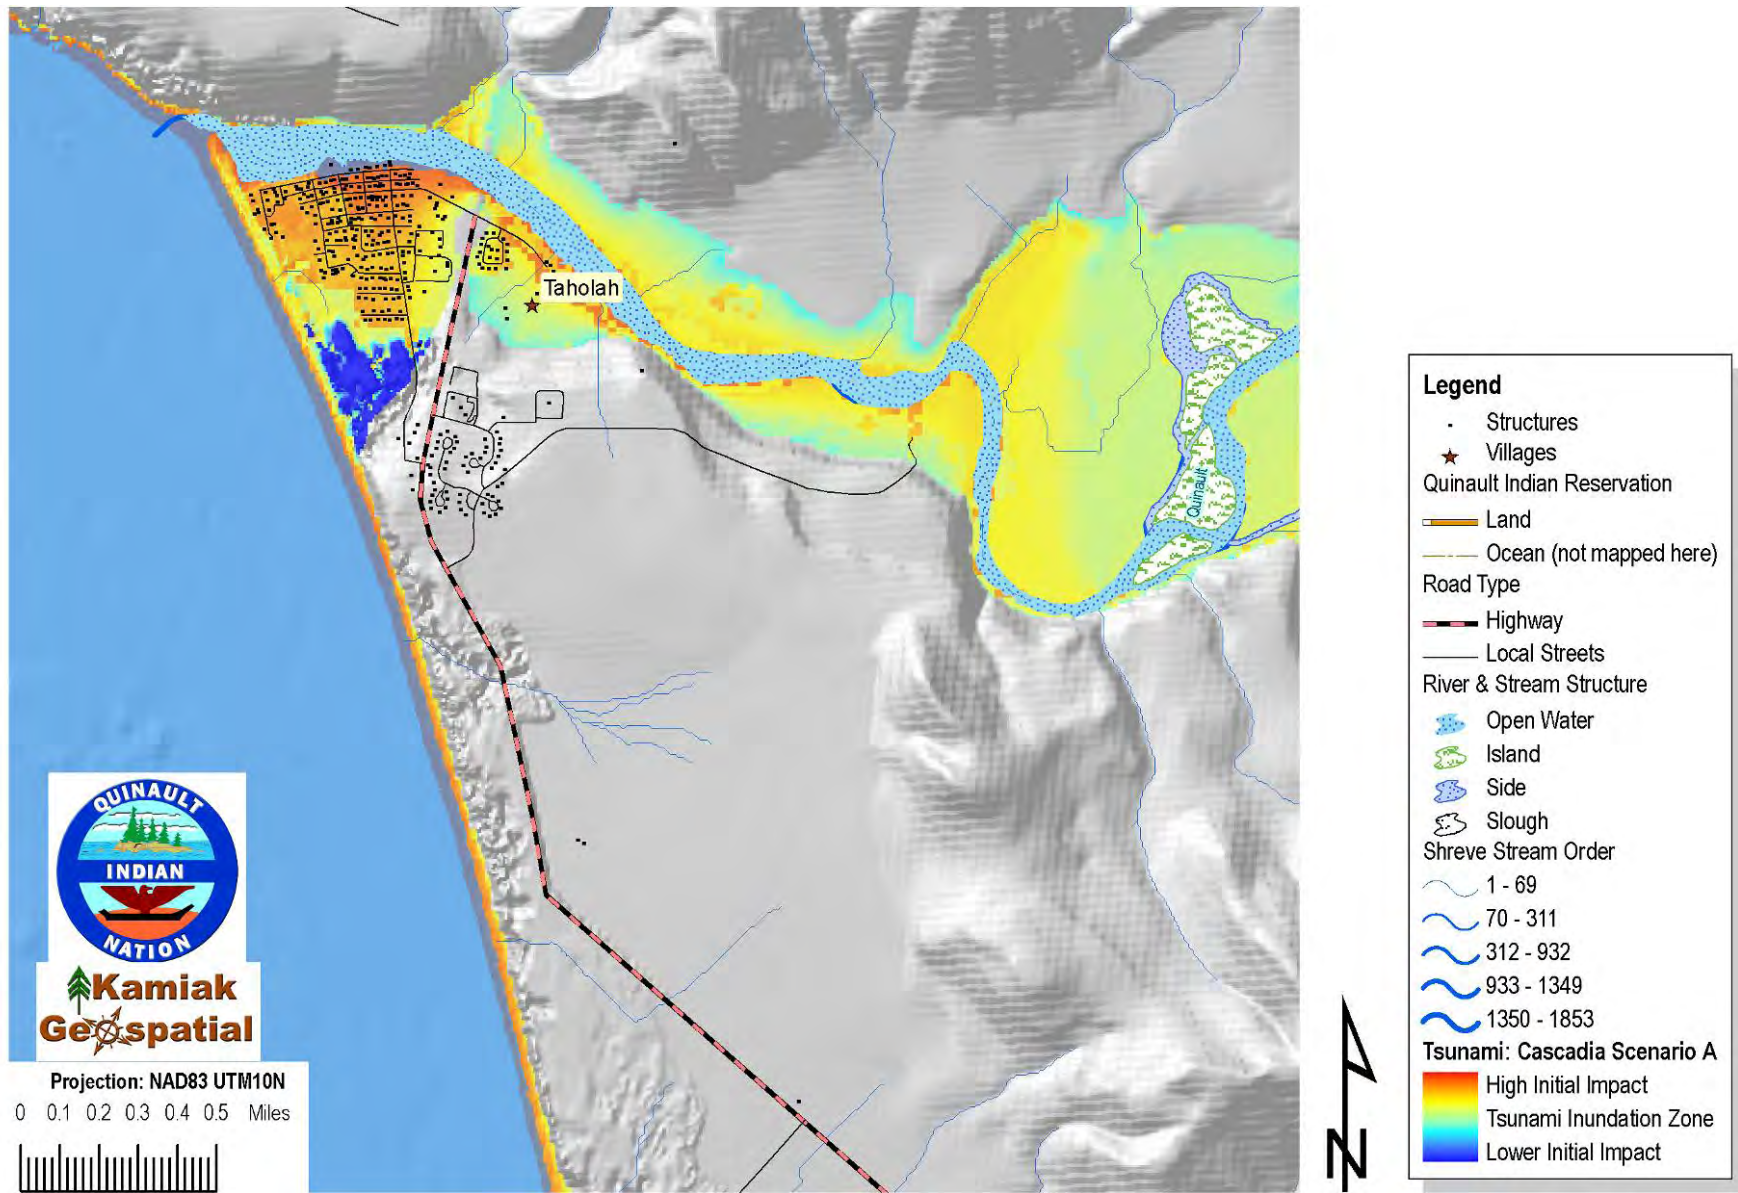 Taholah
Quinault
QUINAULT
INDIAN
NATION
Kamiak
Geospatial
Projection: NAD83 UTM10N
0 0.1 0.2 0.3 0.4 0.5 Miles
N
Legend
Structures
Villages
Quinault Indian Reservation
Land
Ocean (not mapped here)
Road Type
Highway
Local Streets
River & Stream Structure
Open Water
Island
Side
Slough
Shreve Stream Order
1 - 69
70 - 311
312 - 932
933 - 1349
1350 - 1853
Tsunami: Cascadia Scenario A
High Initial Impact
Tsunami Inundation Zone
Lower Initial Impact